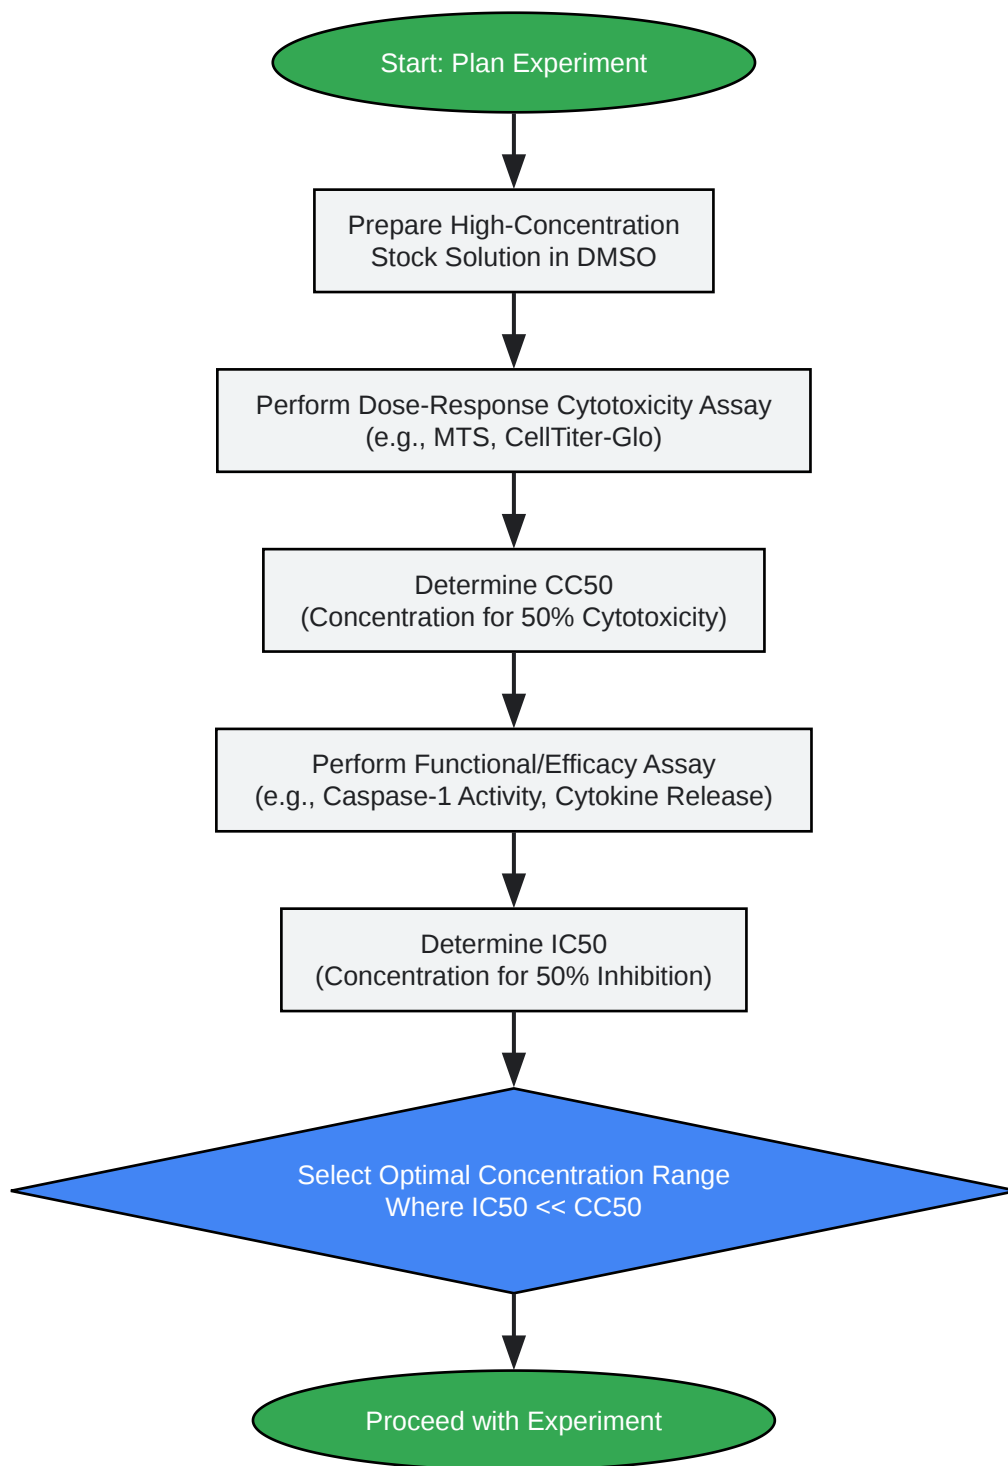 Start: Plan Experiment
Prepare High-Concentration
Stock Solution in DMSO
Perform Dose-Response Cytotoxicity Assay
(e.g., MTS, CellTiter-Glo)
Determine CC50
(Concentration for 50% Cytotoxicity)
Perform Functional/Efficacy Assay
(e.g., Caspase-1 Activity, Cytokine Release)
Determine IC50
(Concentration for 50% Inhibition)
Select Optimal Concentration Range
Where IC50 << CC50
Proceed with Experiment